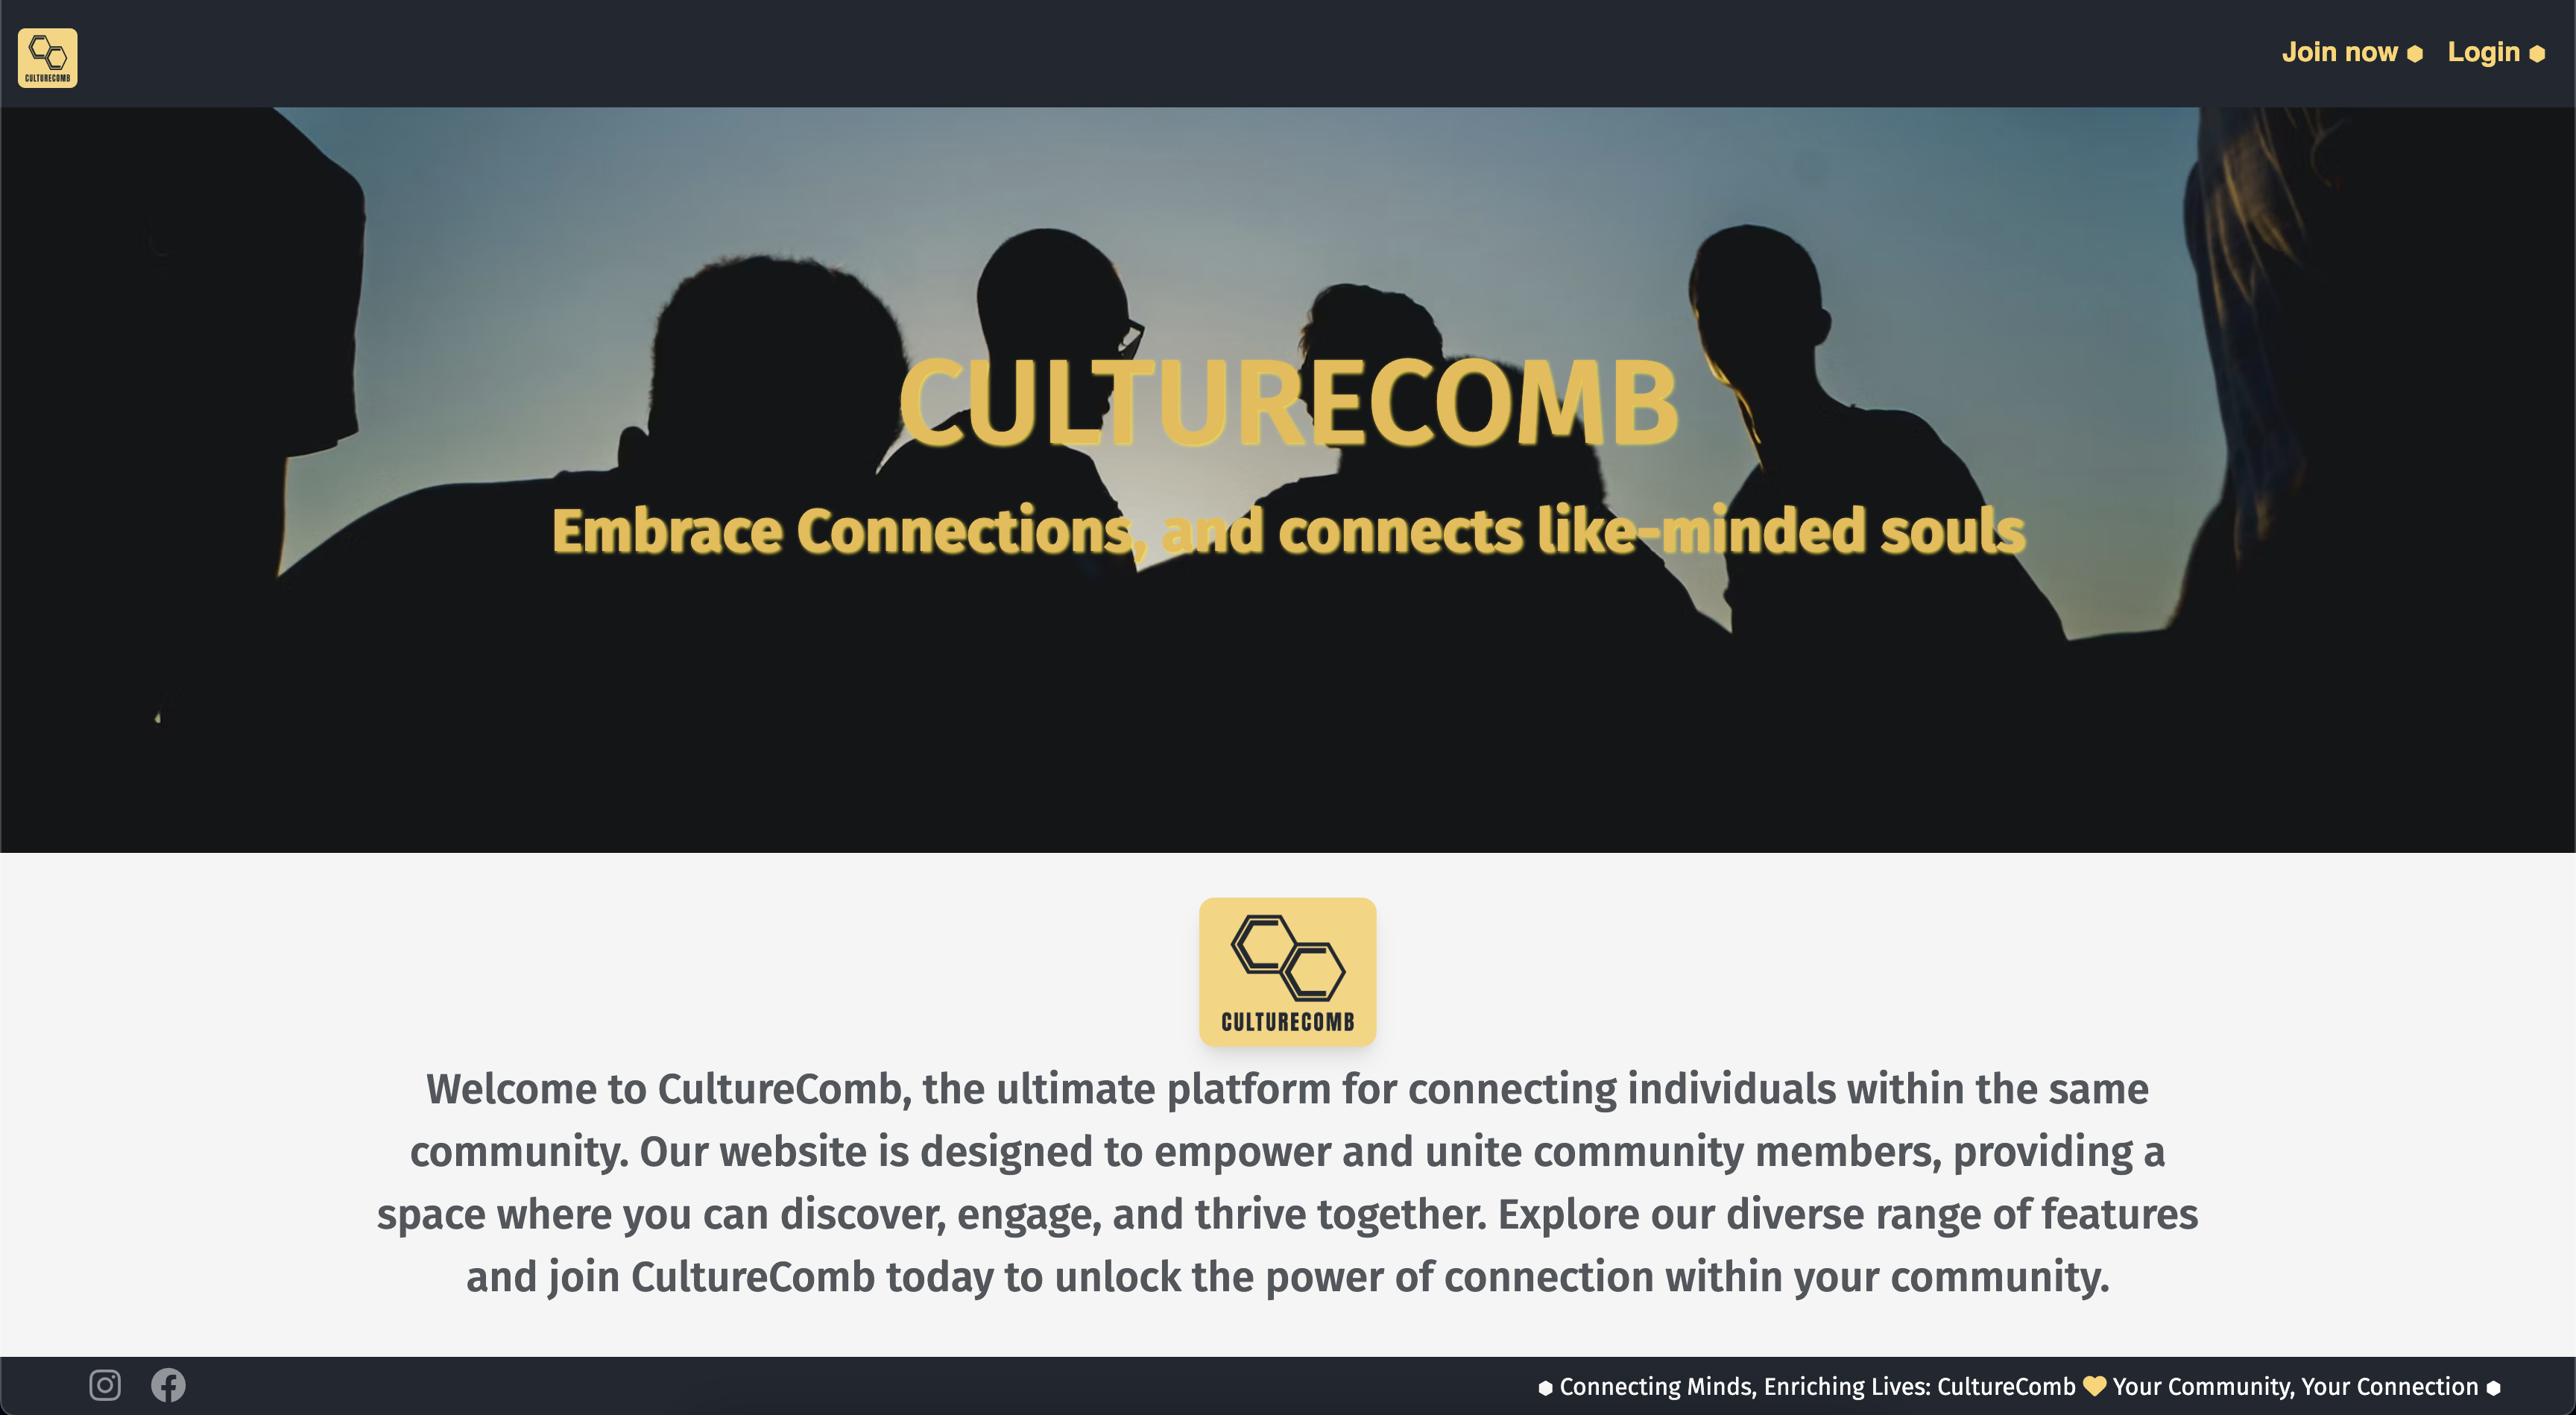 CULTURECOMB
Join now
Login
CULTURECOMB
Embrace Connections, and connects like-minded souls
CULTURECOMB
Welcome to CultureComb, the ultimate platform for connecting individuals within the same
community. Our website is designed to empower and unite community members, providing a
space where you can discover, engage, and thrive together. Explore our diverse range of features
and join CultureComb today to unlock the power of connection within your community.
Connecting Minds, Enriching Lives: CultureComb 💛 Your Community, Your Connection